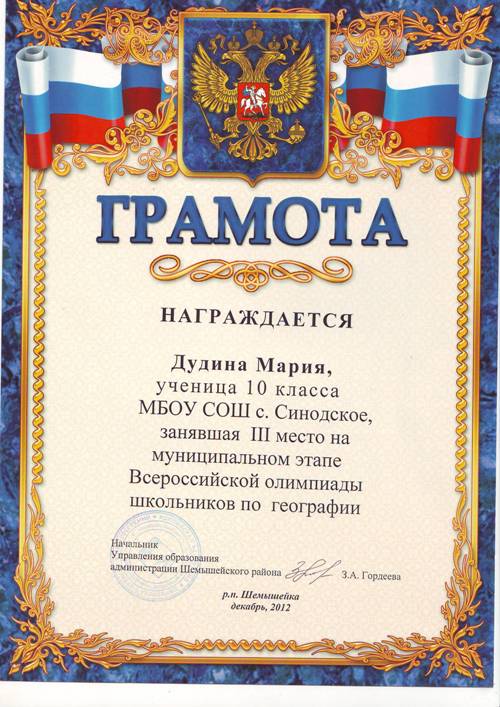 ГРАМОТА
НАГРАЖДАЕТСЯ
Дудина Мария,
ученица 10 класса
МБОУ СОШ с. Синодское,
занявшая III место на
муниципальном этапе
Всероссийской олимпиады
школьников по географии
Начальник
Управления образования
администрации Шемышейского района З.А. Гордеева
р.п. Шемышейка
декабрь, 2012